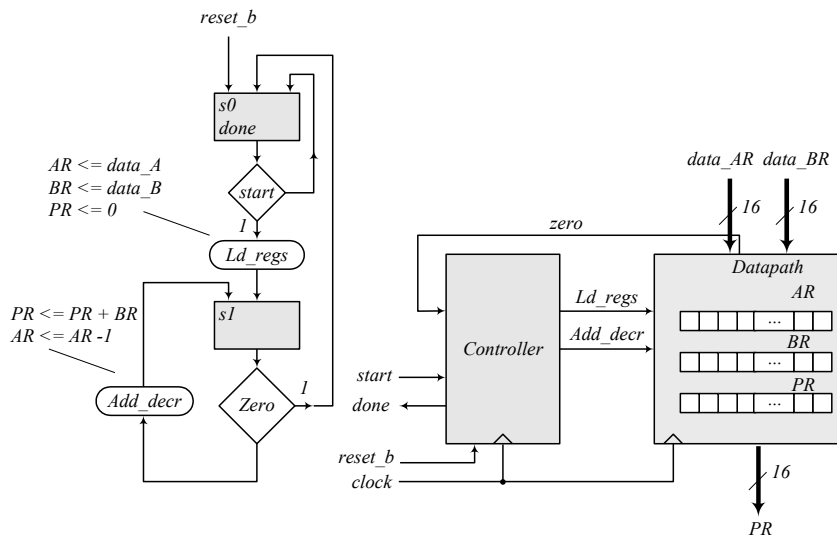 reset_b
s0
done
AR <= data_A
BR <= data_B
PR <= 0
start
1
Ld_regs
PR <= PR + BR
AR <= AR -1
s1
Add_decr
Zero
1
data_AR data_BR
16
16
zero
Datapath
AR
Ld_regs
...
Controller
Add_decr
BR
...
start
PR
done
...
reset_b
clock
16
PR